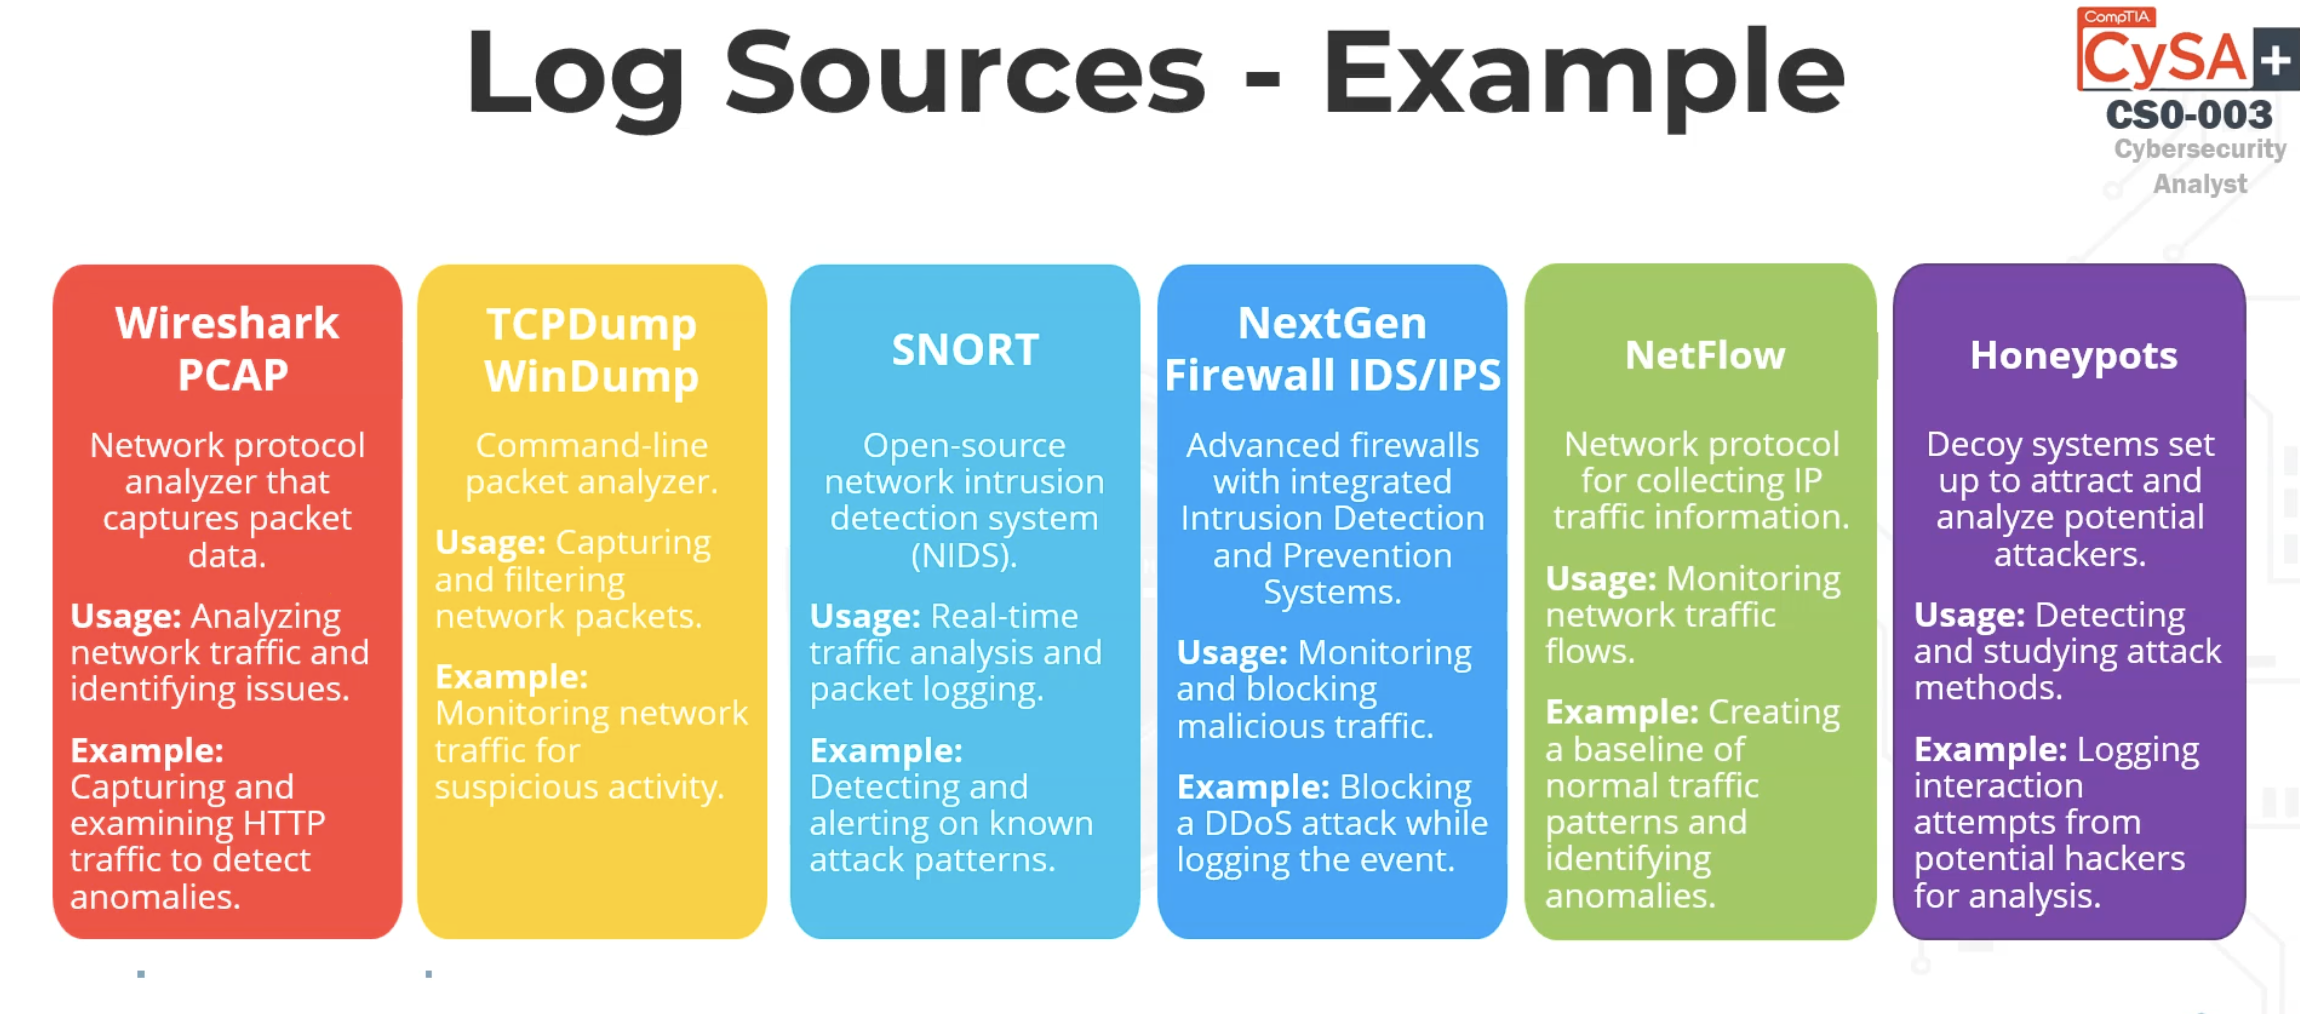 Log Sources - Example
CompTIA
CySA+
CS0-003
Cybersecurity
Analyst
Wireshark
PCAP
Network protocol
analyzer that
captures packet
data.
Usage: Analyzing
network traffic and
identifying issues.
Example:
Capturing and
examining HTTP
traffic to detect
anomalies.
TCPDump
WinDump
Command-line
packet analyzer.
Usage: Capturing
and filtering
network packets.
Example:
Monitoring network
traffic for
suspicious activity.
SNORT
Open-source
network intrusion
detection system
(NIDS).
Usage: Real-time
traffic analysis and
packet logging.
Example:
Detecting and
alerting on known
attack patterns.
NextGen
Firewall IDS/IPS
Advanced firewalls
with integrated
Intrusion Detection
and Prevention
Systems.
Usage: Monitoring
and blocking
malicious traffic.
Example: Blocking
a DDoS attack while
logging the event.
NetFlow
Network protocol
for collecting IP
traffic information.
Usage: Monitoring
network traffic
flows.
Example: Creating
a baseline of
normal traffic
patterns and
identifying
anomalies.
Honeypots
Decoy systems set
up to attract and
analyze potential
attackers.
Usage: Detecting
and studying attack
methods.
Example: Logging
interaction
attempts from
potential hackers
for analysis.